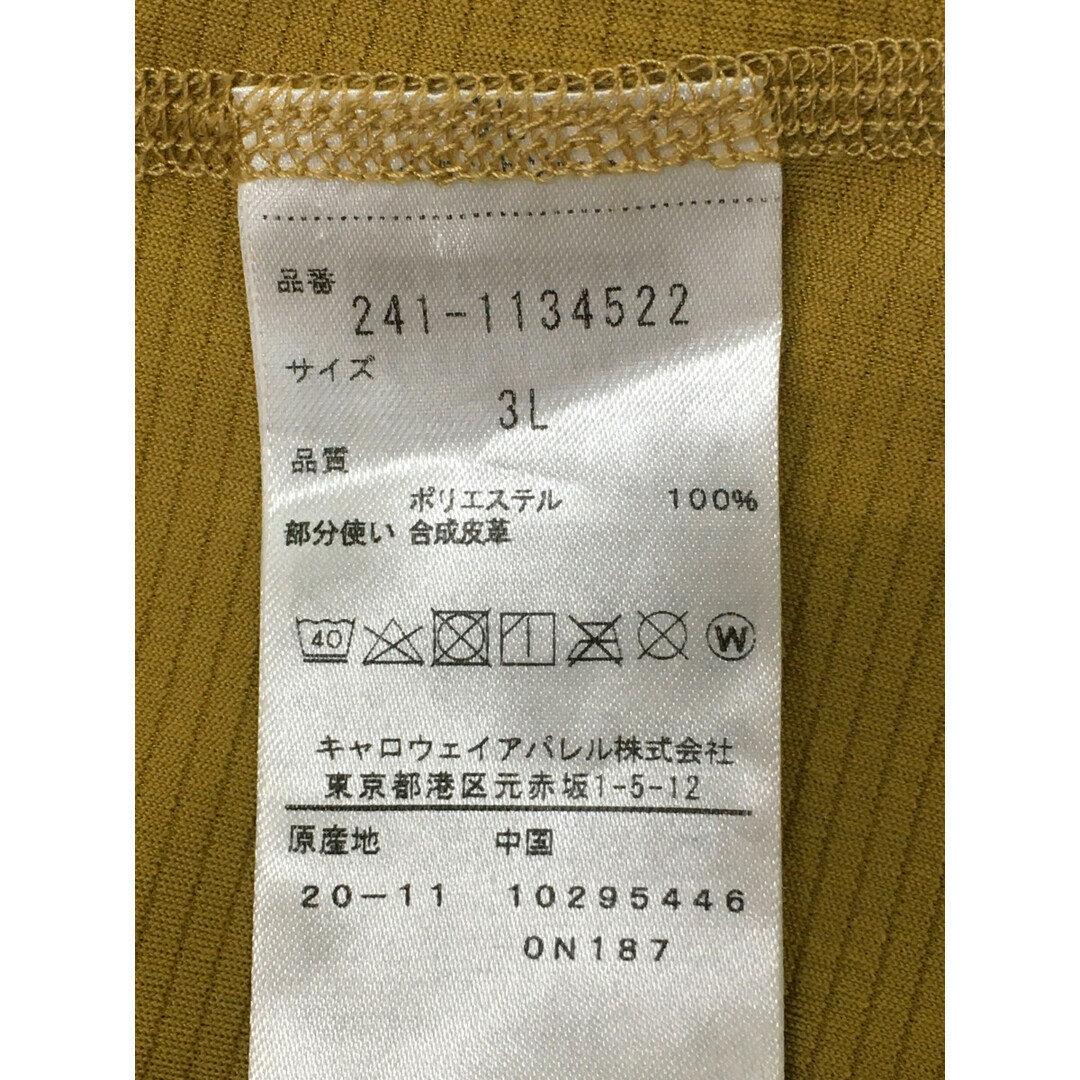 品番
241-1134522
サイズ
3L
品質
ポリエステル 100%
部分使い 合成皮革
40
W
キャロウェイアパレル株式会社
東京都港区元赤坂1-5-12
原産地 中国
20-11 10295446
0N187